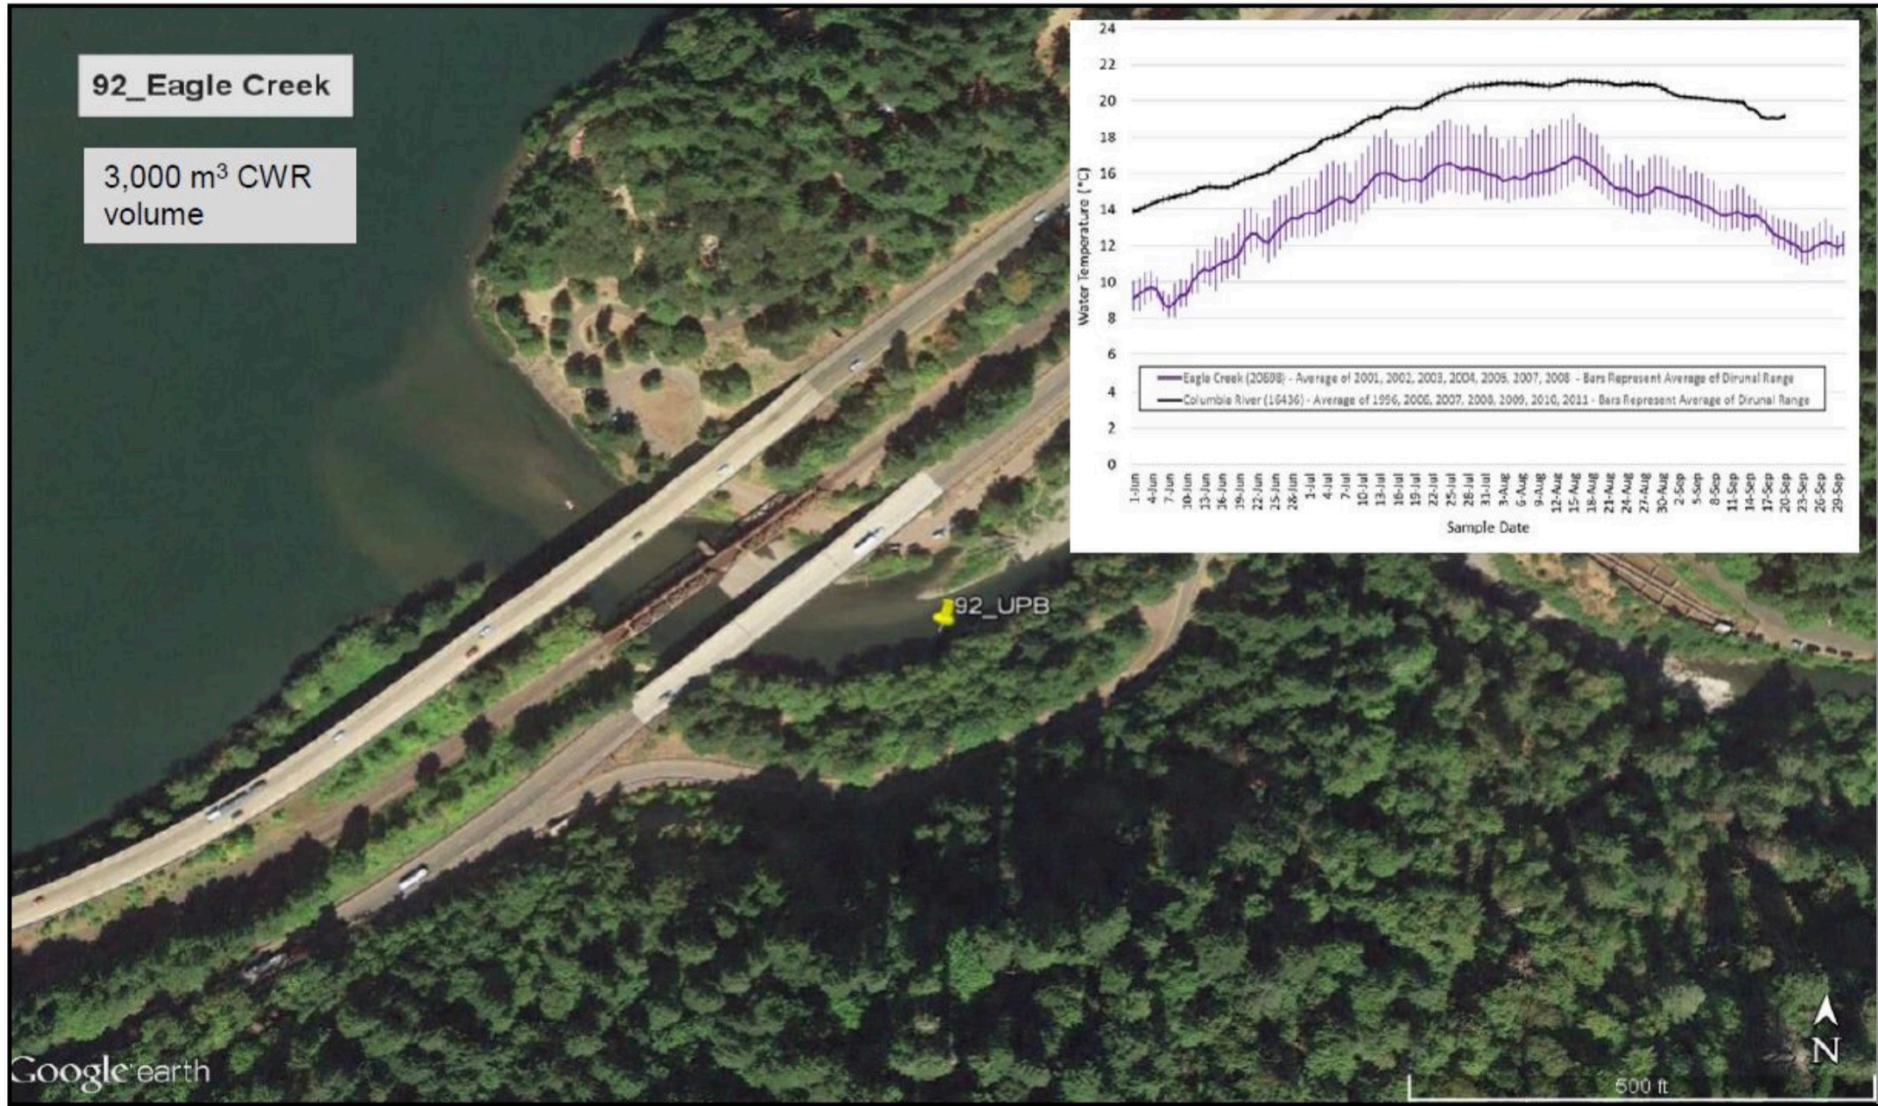 92_Eagle Creek
3,000 m³ CWR
volume
24
22
20
18
16
14
12
10
8
6
4
2
0
Water Temperature (°C)
Eagle Creek (20698) - Average of 2001, 2002, 2003, 2004, 2005, 2007, 2008 - Bars Represent Average of Dirunal Range
Columbia River (16436) - Average of 1996, 2006, 2007, 2008, 2009, 2010, 2011 - Bars Represent Average of Dirunal Range
1-Jun 4-Jun 7-Jun 10-Jun 13-Jun 16-Jun 19-Jun 22-Jun 25-Jun 28-Jun 1-Jul 4-Jul 7-Jul 10-Jul 13-Jul 16-Jul 19-Jul 22-Jul 25-Jul 28-Jul 31-Jul 3-Aug 6-Aug 9-Aug 12-Aug 15-Aug 18-Aug 21-Aug 24-Aug 27-Aug 30-Aug 2-Sep 5-Sep 8-Sep 11-Sep 14-Sep 17-Sep 20-Sep 23-Sep 26-Sep 29-Sep
Sample Date
92_UPB
N
Google earth
500 ft